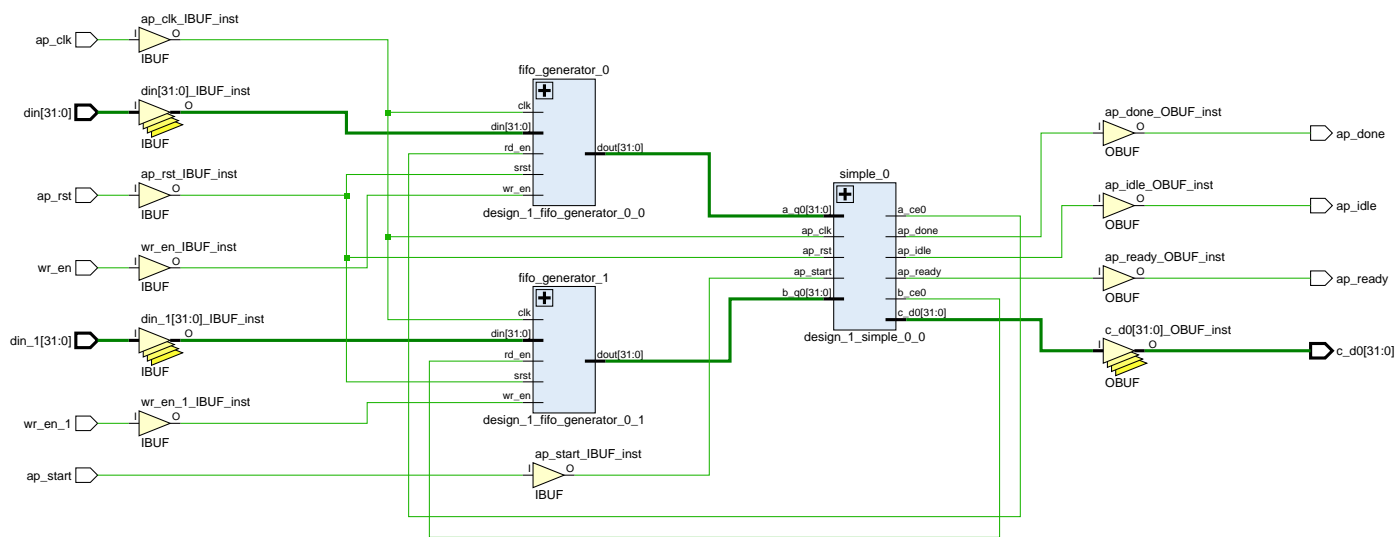 ap_clk
ap_clk_IBUF_inst
I
O
IBUF
din[31:0]
din[31:0]_IBUF_inst
I
O
IBUF
ap_rst
ap_rst_IBUF_inst
I
O
IBUF
wr_en
wr_en_IBUF_inst
I
O
IBUF
din_1[31:0]
din_1[31:0]_IBUF_inst
I
O
IBUF
wr_en_1
wr_en_1_IBUF_inst
I
O
IBUF
ap_start
ap_start_IBUF_inst
I
O
IBUF
fifo_generator_0
clk
din[31:0]
rd_en
srst
wr_en
dout[31:0]
design_1_fifo_generator_0_0
fifo_generator_1
clk
din[31:0]
rd_en
srst
wr_en
dout[31:0]
design_1_fifo_generator_0_1
simple_0
a_q0[31:0]
ap_clk
ap_rst
ap_start
b_q0[31:0]
a_ce0
ap_done
ap_idle
ap_ready
b_ce0
c_d0[31:0]
design_1_simple_0_0
ap_done_OBUF_inst
I
O
OBUF
ap_done
ap_idle_OBUF_inst
I
O
OBUF
ap_idle
ap_ready_OBUF_inst
I
O
OBUF
ap_ready
c_d0[31:0]_OBUF_inst
I
O
OBUF
c_d0[31:0]